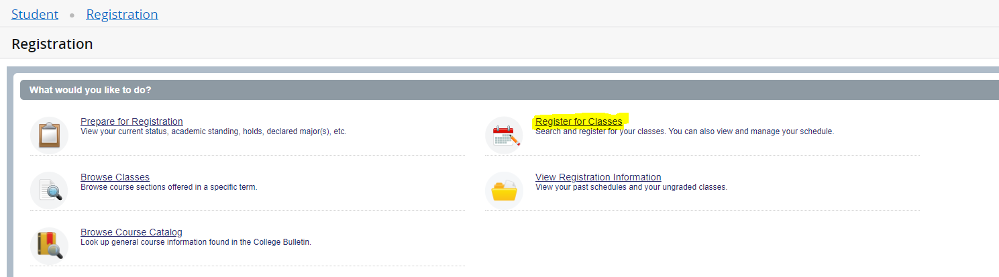 Student • Registration
Registration
What would you like to do?
Prepare for Registration
View your current status, academic standing, holds, declared major(s), etc.
Register for Classes
Search and register for your classes. You can also view and manage your schedule.
Browse Classes
Browse course sections offered in a specific term.
View Registration Information
View your past schedules and your ungraded classes.
Browse Course Catalog
Look up general course information found in the College Bulletin.